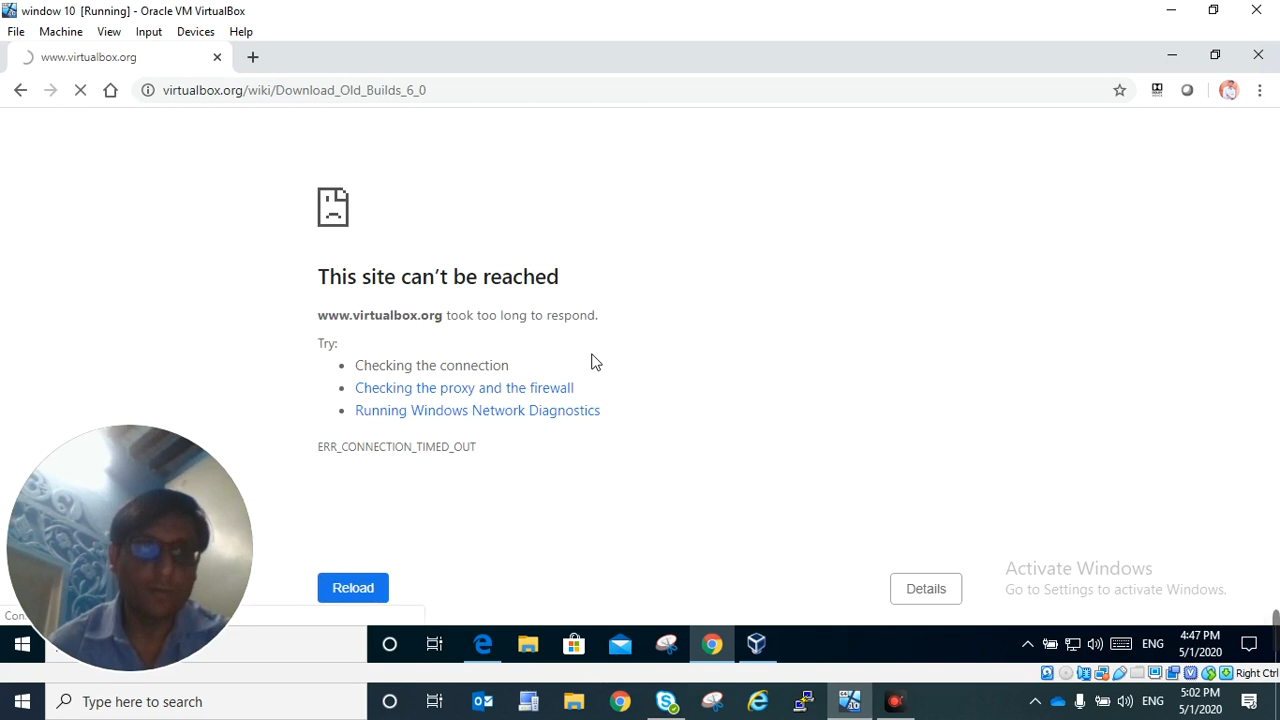 window 10 [Running] - Oracle VM VirtualBox
File Machine View Input Devices Help
www.virtualbox.org
virtualbox.org/wiki/Download_Old_Builds_6_0
This site can't be reached
www.virtualbox.org took too long to respond.
Try:
• Checking the connection
• Checking the proxy and the firewall
• Running Windows Network Diagnostics
ERR_CONNECTION_TIMED_OUT
Reload
Details
Activate Windows
Go to Settings to activate Windows.
Con
ENG
4:47 PM
5/1/2020
Right Ctrl
Type here to search
ENG
5:02 PM
5/1/2020